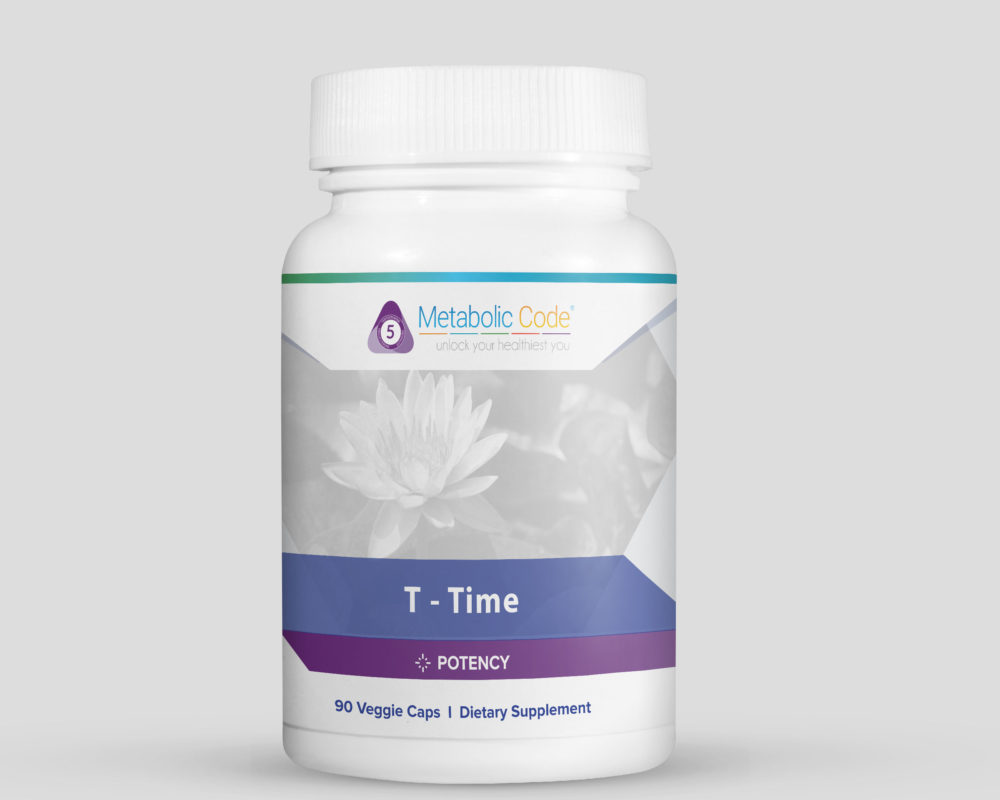 5
Metabolic Code®
unlock your healthiest you
T - Time
POTENCY
90 Veggie Caps | Dietary Supplement